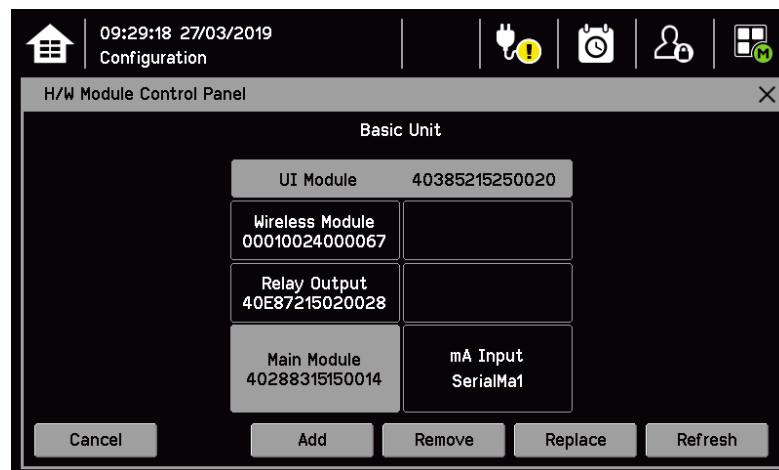 09:29:18 27/03/2019
Configuration
!
M
H/W Module Control Panel
Basic Unit
UI Module 40385215250020
Wireless Module
00010024000067
Relay Output
40E87215020028
Main Module
40288315150014
mA Input
SerialMa1
Cancel Add Remove Replace Refresh